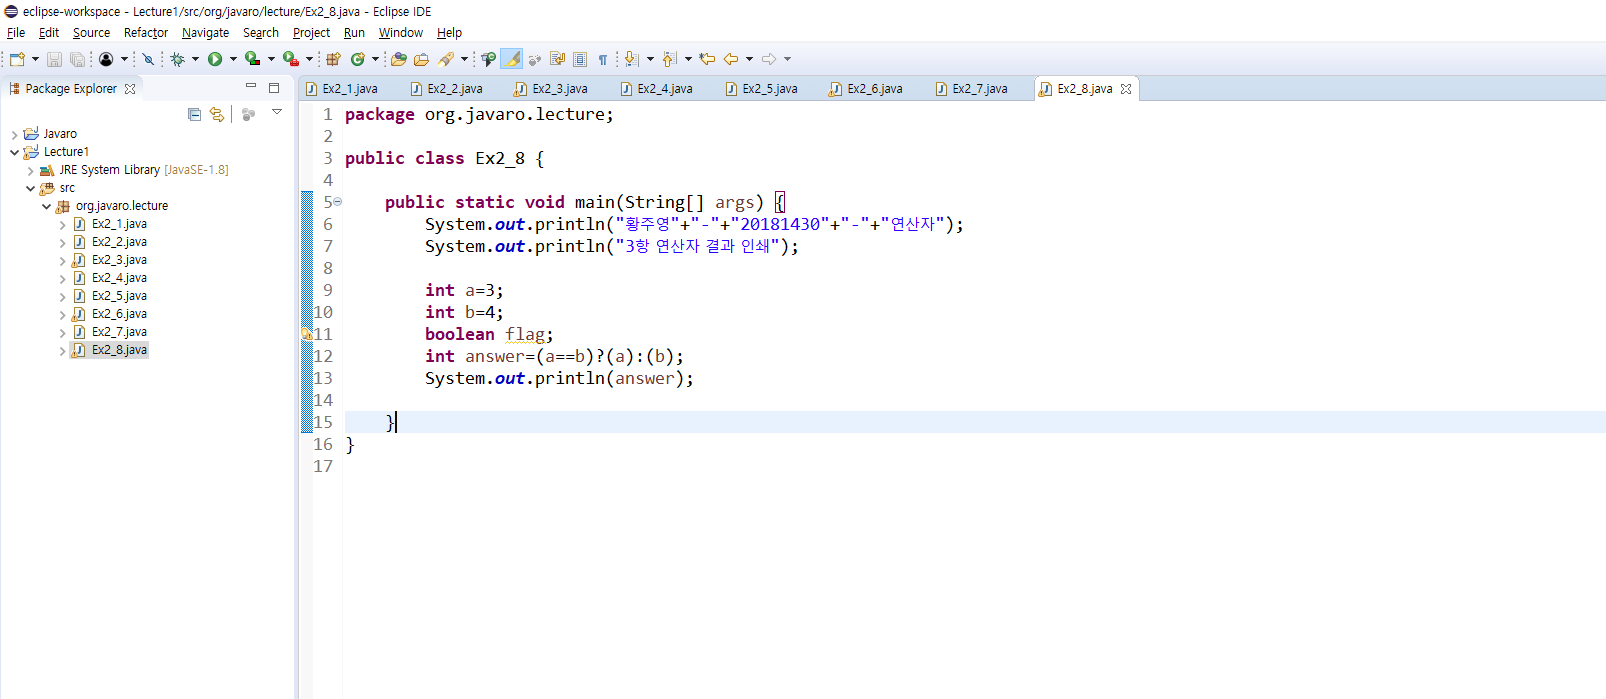 eclipse-workspace - Lecture1/src/org/javaro/lecture/Ex2_8.java - Eclipse IDE
File Edit Source Refactor Navigate Search Project Run Window Help
Package Explorer
Ex2_1.java Ex2_2.java Ex2_3.java Ex2_4.java Ex2_5.java Ex2_6.java Ex2_7.java Ex2_8.java
Javaro
Lecture1
JRE System Library [JavaSE-1.8]
src
org.javaro.lecture
Ex2_1.java
Ex2_2.java
Ex2_3.java
Ex2_4.java
Ex2_5.java
Ex2_6.java
Ex2_7.java
Ex2_8.java
1 package org.javaro.lecture;
2
3 public class Ex2_8 {
4
5 public static void main(String[] args) {
6 System.out.println("황주영"+"-"+"20181430"+"-"+"연산자");
7 System.out.println("3항 연산자 결과 인쇄");
8
9 int a=3;
10 int b=4;
11 boolean flag;
12 int answer=(a==b)?(a):(b);
13 System.out.println(answer);
14
15 }
16 }
17